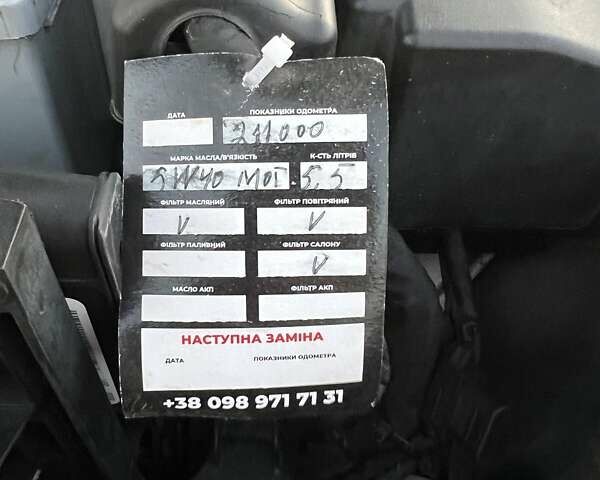 ДАТА ПОКАЗНИКИ ОДОМЕТРА
211000
МАРКА МАСЛА/В'ЯЗКІСТЬ К-СТЬ ЛІТРІВ
5W40 MOT 5,5
ФІЛЬТР МАСЛЯНИЙ ФІЛЬТР ПОВІТРЯНИЙ
V V
ФІЛЬТР ПАЛИВНИЙ ФІЛЬТР САЛОНУ
V
МАСЛО АКП ФІЛЬТР АКП
НАСТУПНА ЗАМІНА
ДАТА ПОКАЗНИКИ ОДОМЕТРА
+38 098 971 71 31